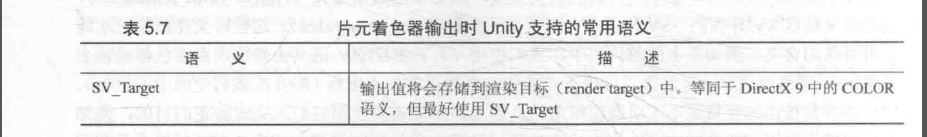 表 5.7 片元着色器输出时 Unity 支持的常用语义
语 义 描 述
SV_Target 输出值将会存储到渲染目标（render target）中。等同于 DirectX 9 中的 COLOR
语义，但最好使用 SV_Target